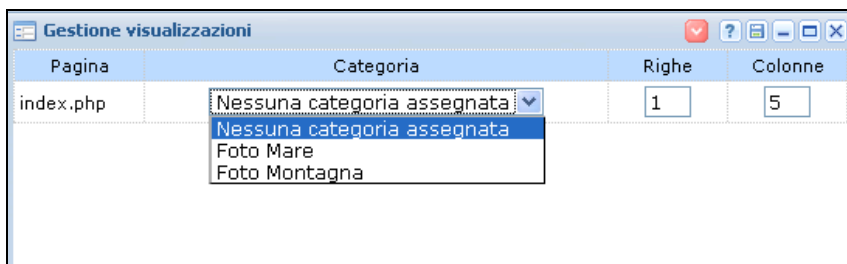 Gestione visualizzazioni
Pagina Categoria Righe Colonne
index.php Nessuna categoria assegnata 1 5
Nessuna categoria assegnata
Foto Mare
Foto Montagna